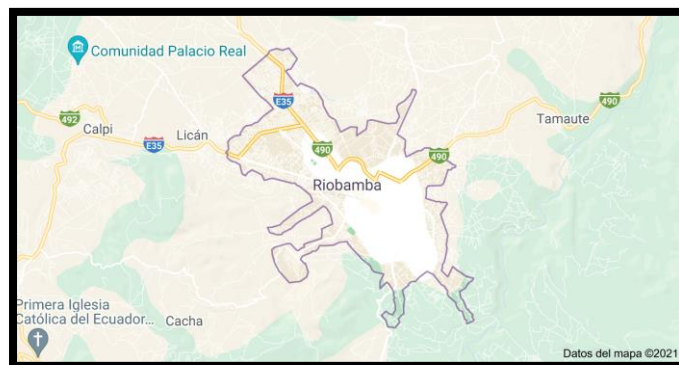 Comunidad Palacio Real
E35
490
492
Calpi
Licán
E35
490
490
Tamaute
Riobamba
Primera Iglesia
Católica del Ecuador...
Cacha
Datos del mapa ©2021